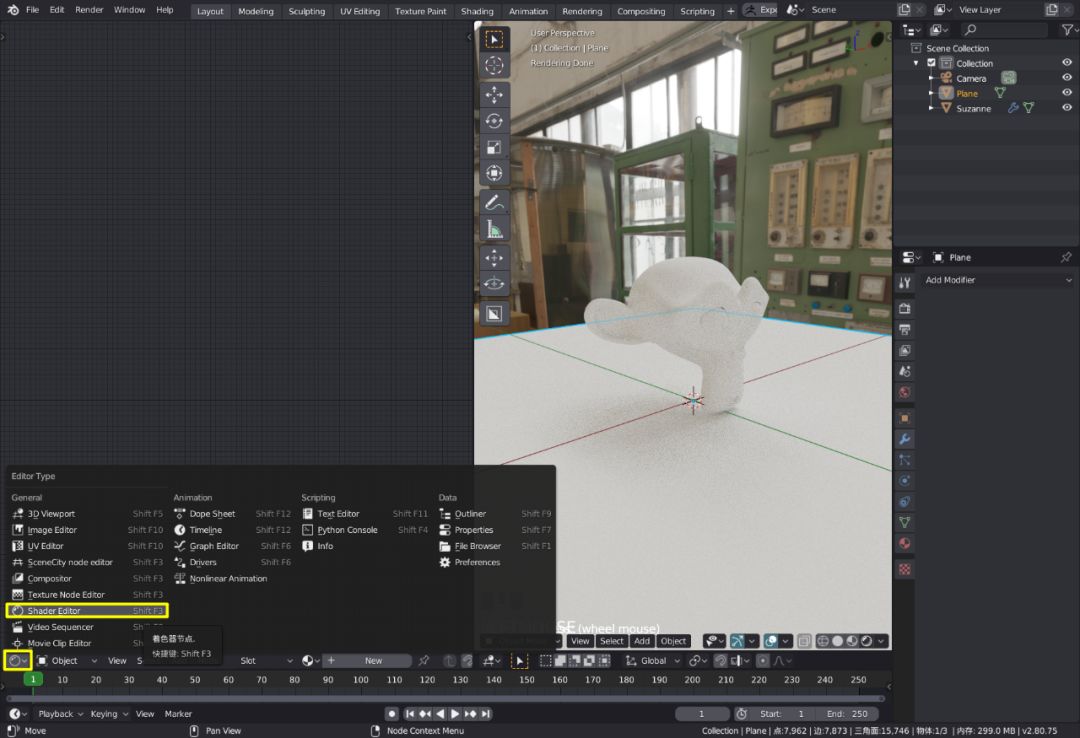 File Edit Render Window Help Layout Modeling Sculpting UV Editing Texture Paint Shading Animation Rendering Compositing Scripting + Scene View Layer
User Perspective
(1) Collection | Plane
Rendering Done
Scene Collection
Collection
Camera
Plane
Suzanne
Plane
Add Modifier
Editor Type
General
3D Viewport Shift F5
Image Editor Shift F10
UV Editor Shift F10
SceneCity node editor Shift F3
Compositor Shift F3
Texture Node Editor Shift F3
Shader Editor Shift F3
Video Sequencer
Movie Clip Editor
Animation
Dope Sheet Shift F12
Timeline Shift F12
Graph Editor Shift F6
Drivers Shift F6
Nonlinear Animation
Scripting
Text Editor Shift F11
Python Console Shift F4
Info
Data
Outliner Shift F9
Properties Shift F7
File Browser Shift F1
Preferences
着色器节点.
快捷键: Shift F3
(wheel mouse)
View Select Add Object
Object View Slot New Global
1 10 20 30 40 50 60 70 80 90 100 110 120 130 140 150 160 170 180 190 200 210 220 230 240 250
Playback Keying View Marker 1 Start: 1 End: 250
Move Pan View Node Context Menu Collection | Plane | 点:7,962 | 边:7,873 | 三角面:15,746 | 物体:1/3 | 内存: 299.0 MB | v2.80.75